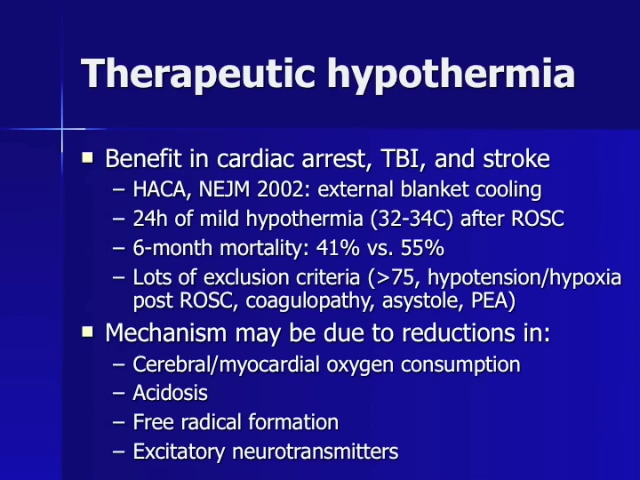 Therapeutic hypothermia
Benefit in cardiac arrest, TBI, and stroke
– HACA, NEJM 2002: external blanket cooling
– 24h of mild hypothermia (32-34C) after ROSC
– 6-month mortality: 41% vs. 55%
– Lots of exclusion criteria (>75, hypotension/hypoxia
post ROSC, coagulopathy, asystole, PEA)
Mechanism may be due to reductions in:
– Cerebral/myocardial oxygen consumption
– Acidosis
– Free radical formation
– Excitatory neurotransmitters